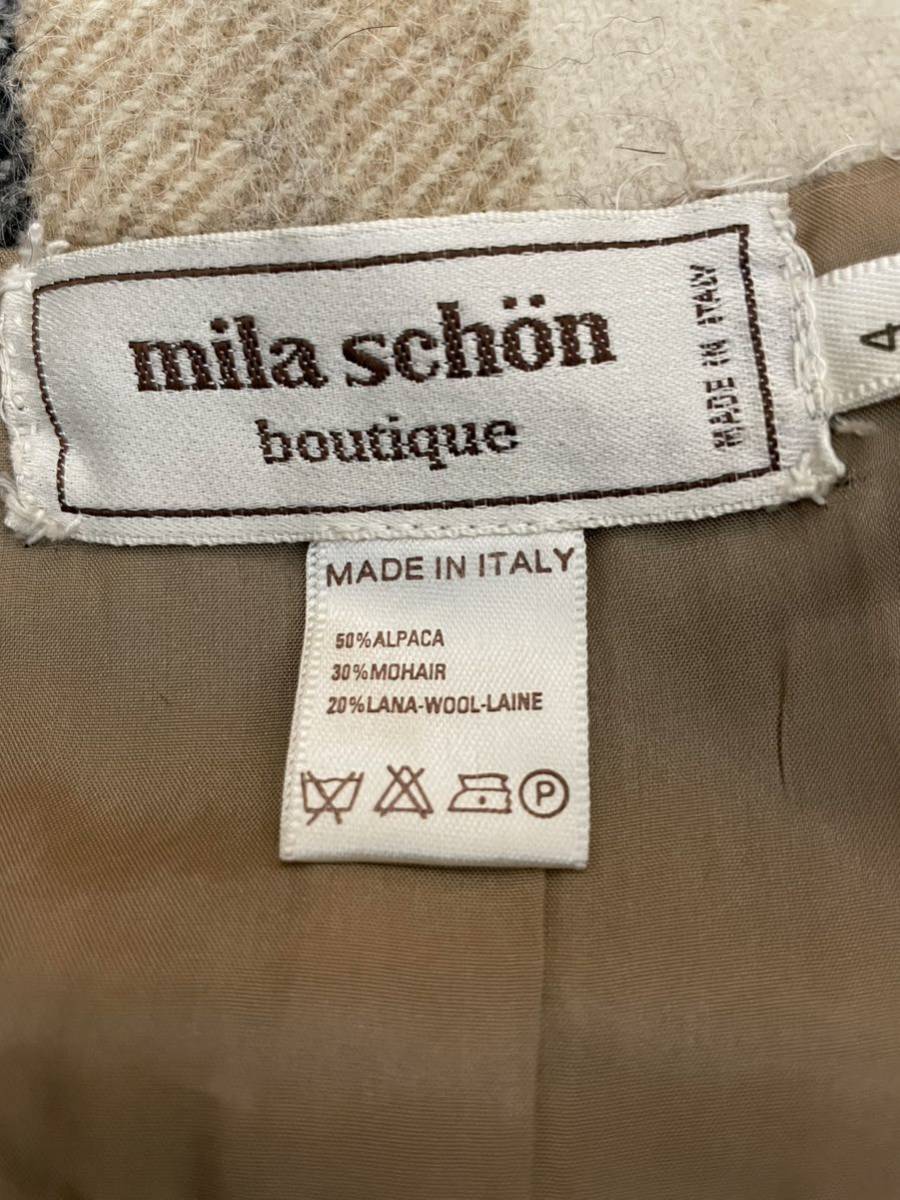 mila schön
boutique
MADE IN ITALY
4
MADE IN ITALY
50%ALPACA
30%MOHAIR
20%LANA-WOOL-LAINE
P